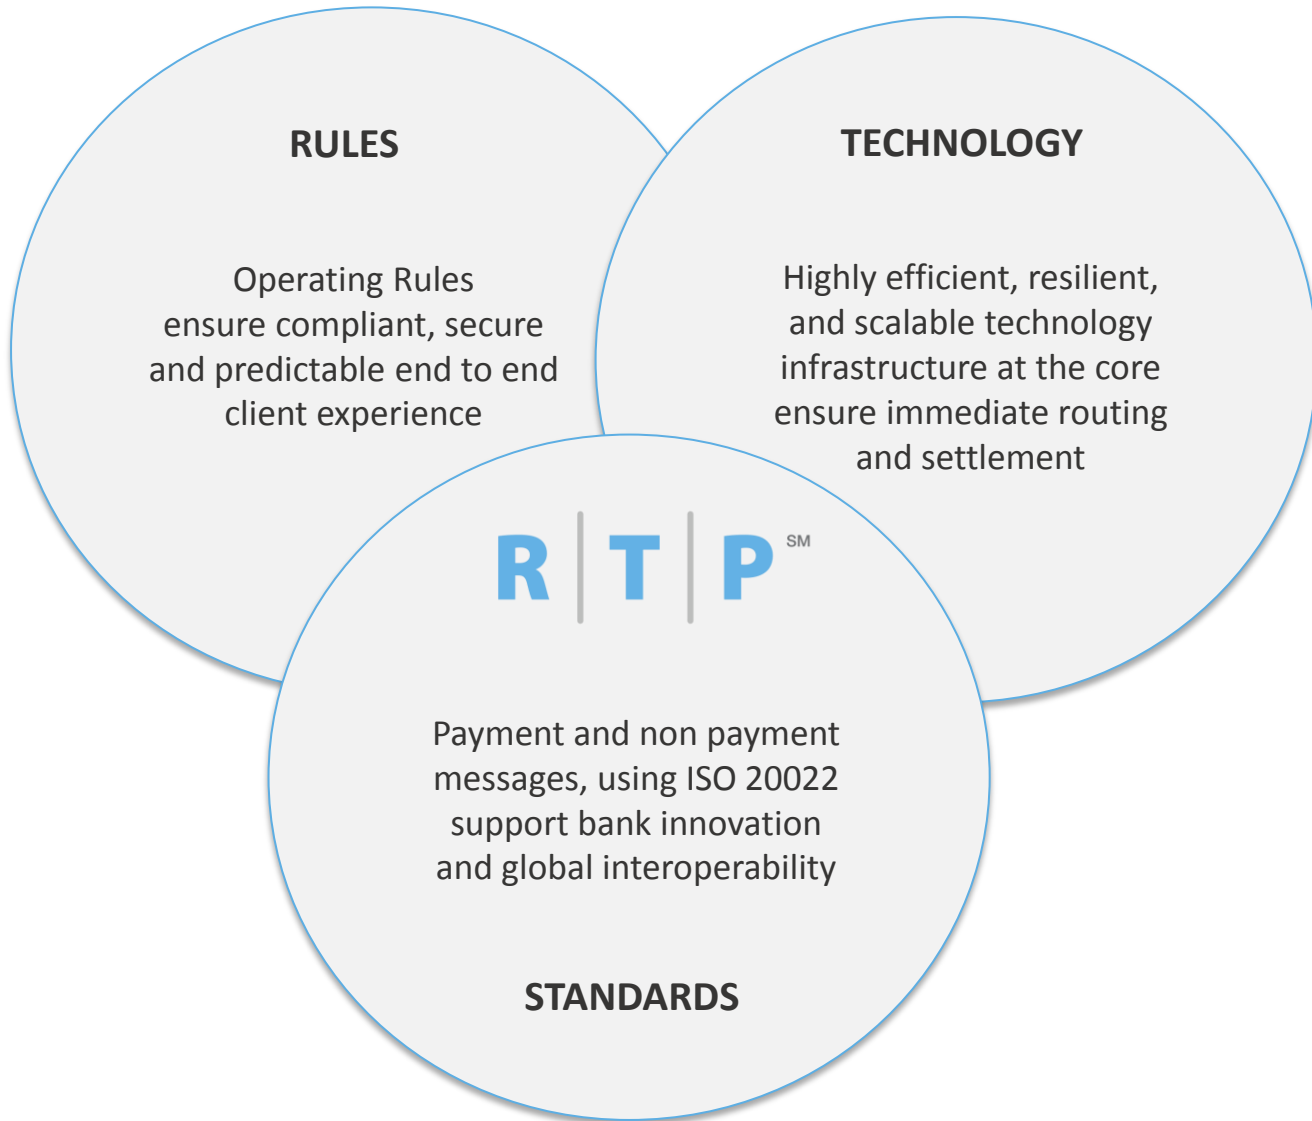 RULES
Operating Rules
ensure compliant, secure
and predictable end to end
client experience
TECHNOLOGY
Highly efficient, resilient,
and scalable technology
infrastructure at the core
ensure immediate routing
and settlement
R|T|P SM
Payment and non payment
messages, using ISO 20022
support bank innovation
and global interoperability
STANDARDS